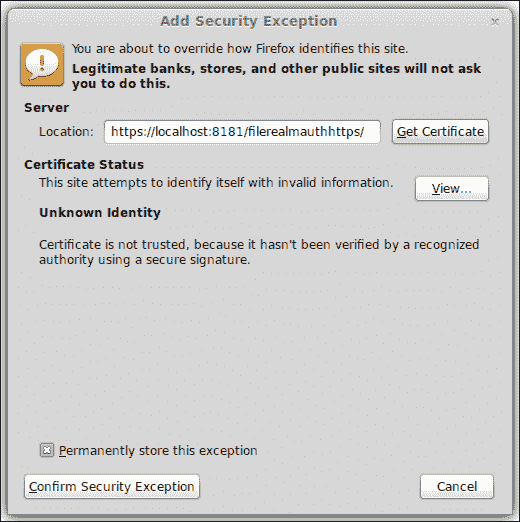 Add Security Exception
You are about to override how Firefox identifies this site.
Legitimate banks, stores, and other public sites will not ask
you to do this.
Server
Location: https://localhost:8181/filerealmauthhttps/ Get Certificate
Certificate Status
This site attempts to identify itself with invalid information. View...
Unknown Identity
Certificate is not trusted, because it hasn't been verified by a recognized
authority using a secure signature.
Permanently store this exception
Confirm Security Exception Cancel